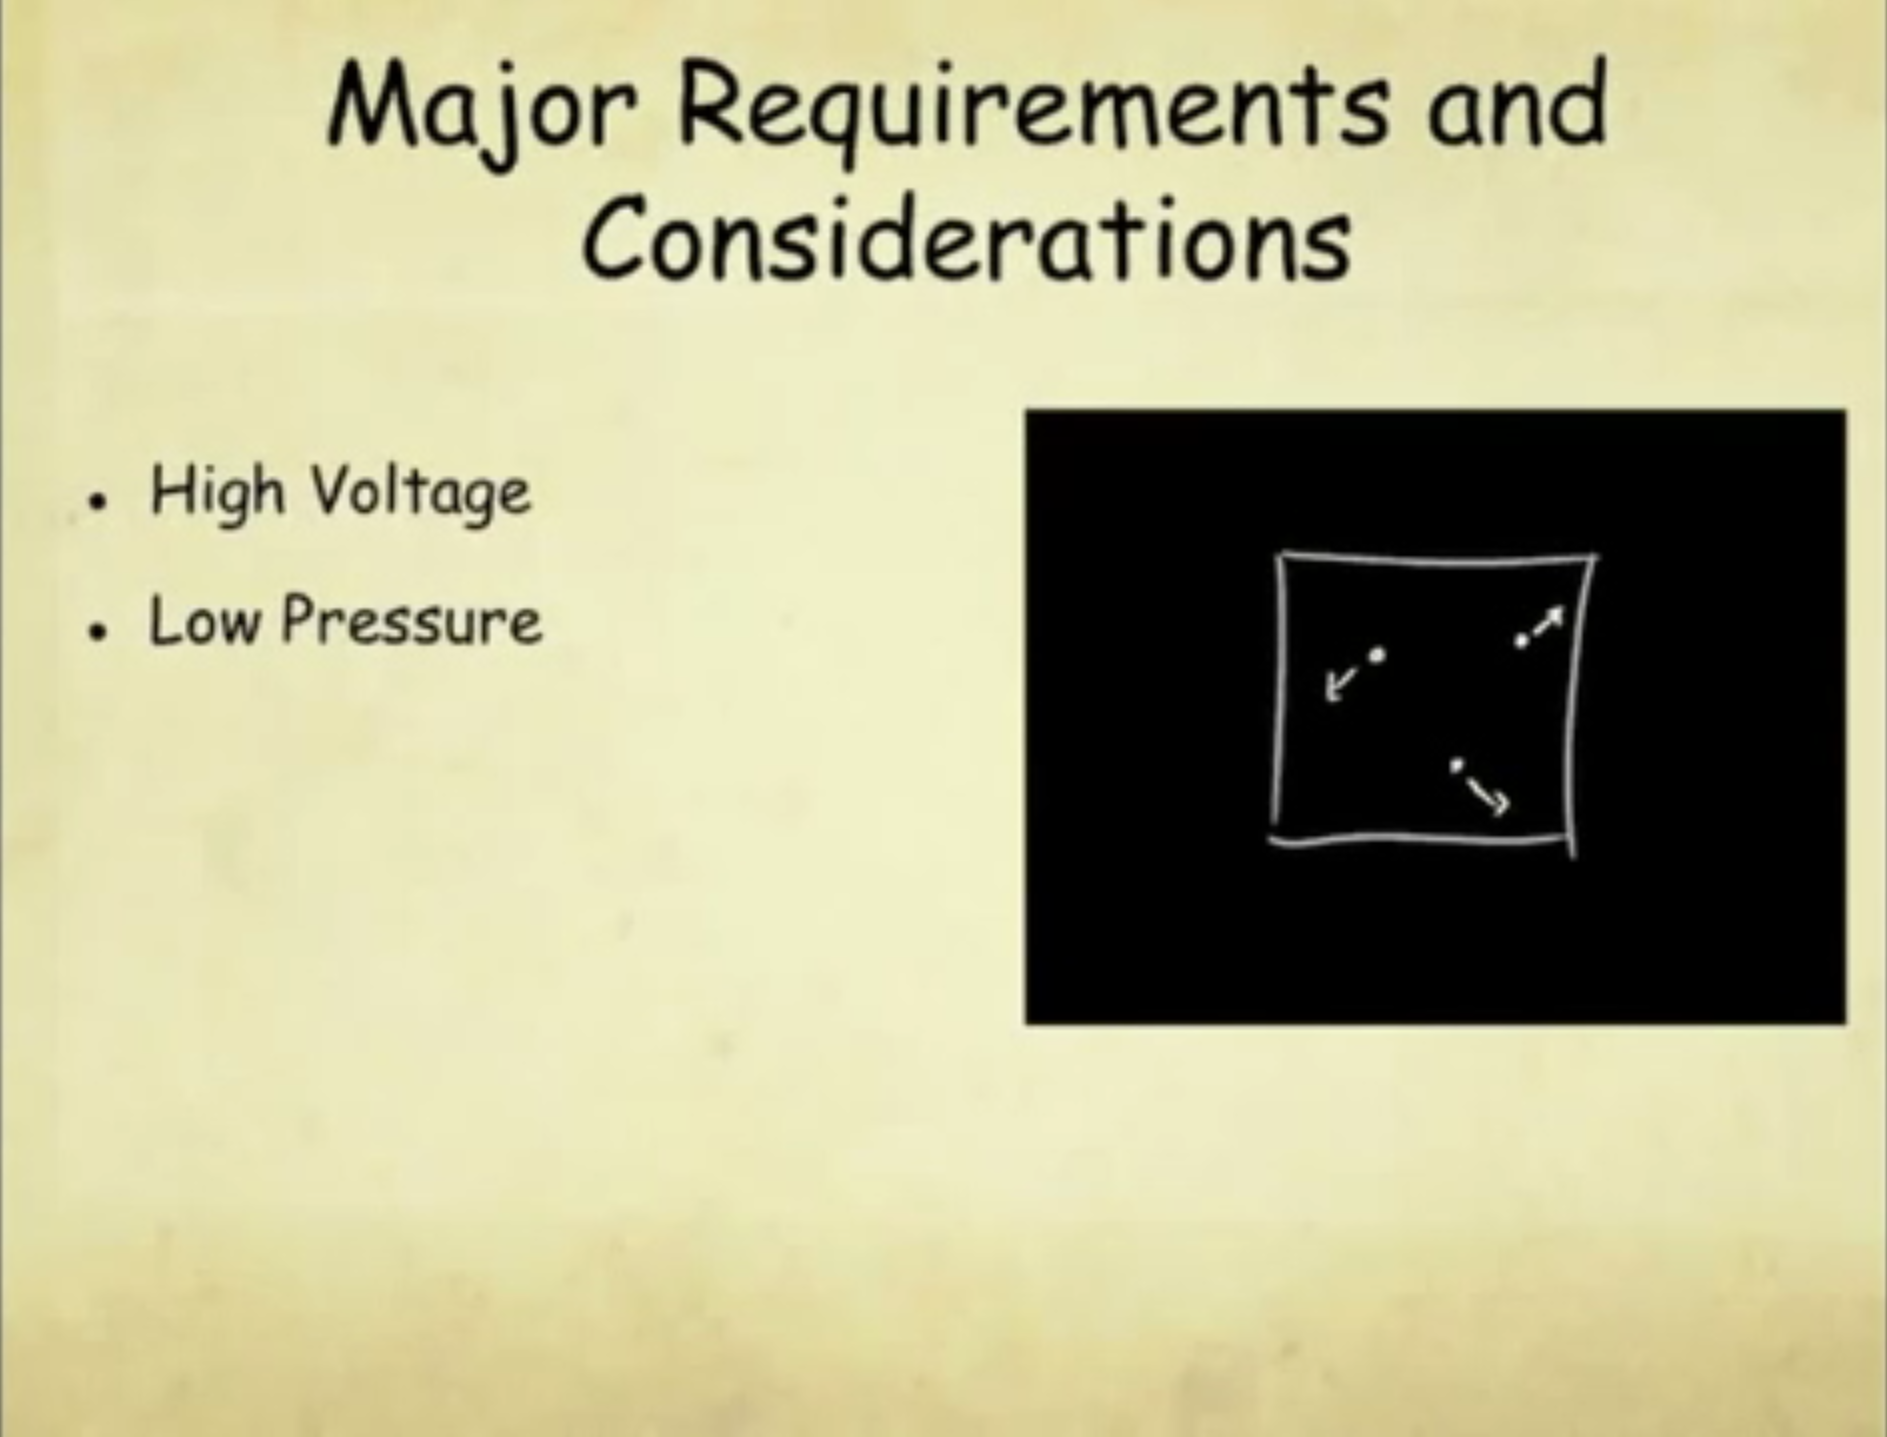 Major Requirements and
Considerations
• High Voltage
• Low Pressure